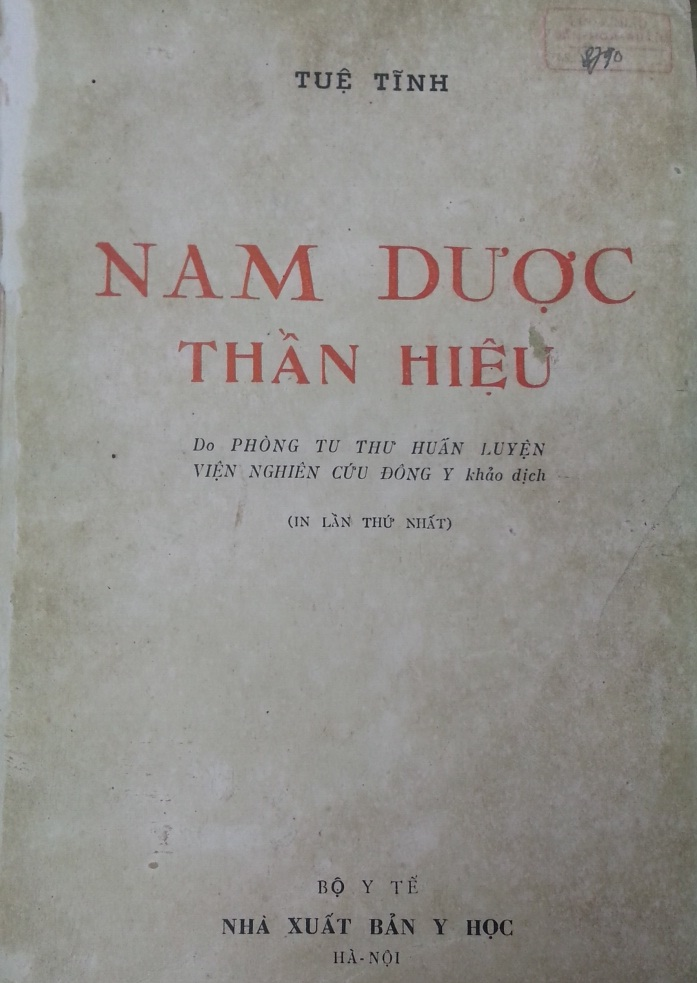 TUỆ TĨNH
NAM DƯỢC
THẦN HIỆU
Do PHÒNG TU THƯ HUẤN LUYỆN
VIỆN NGHIÊN CỨU ĐÔNG Y khảo dịch
(IN LẦN THỨ NHẤT)
BỘ Y TẾ
NHÀ XUẤT BẢN Y HỌC
HÀ-NỘI